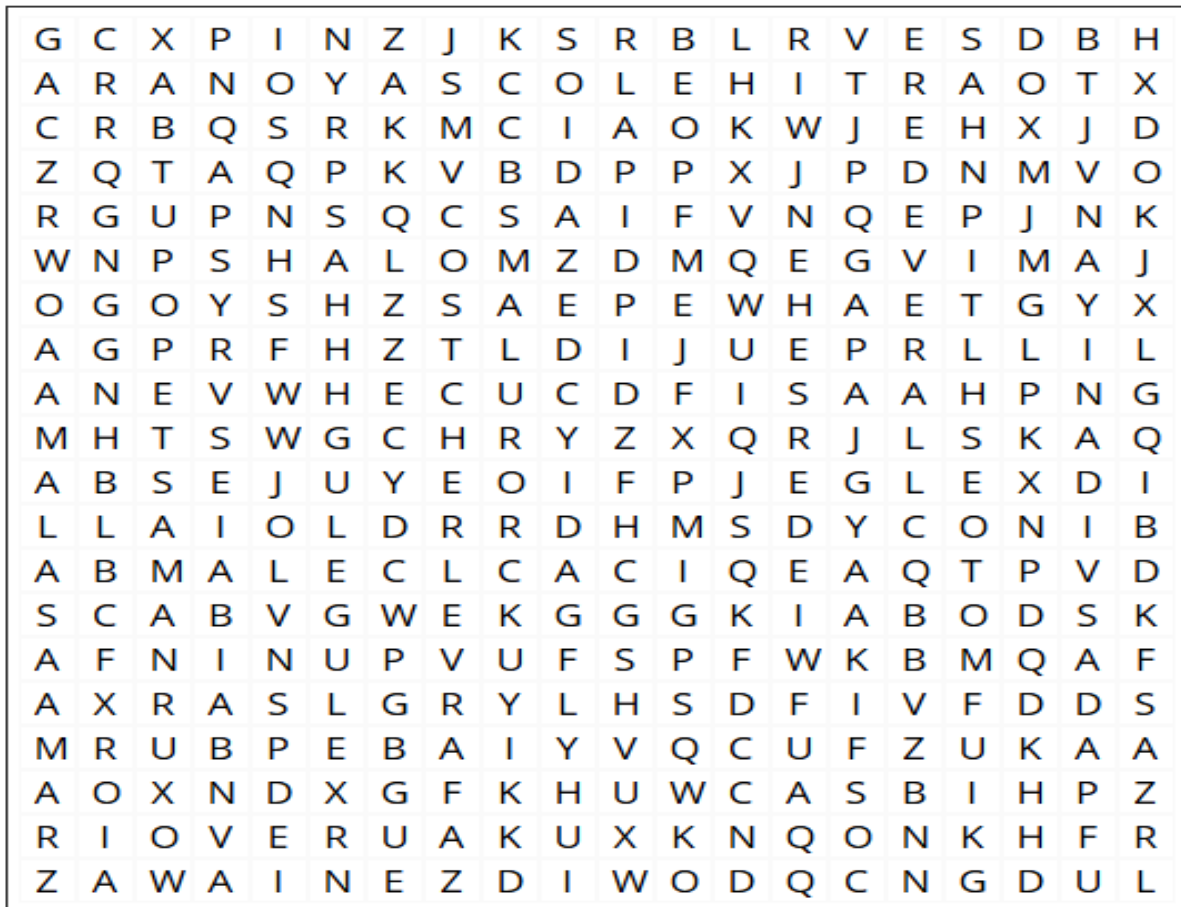 G C X P I N Z J K S R B L R V E S D B H
A R A N O Y A S C O L E H I T R A O T X
C R B Q S R K M C I A O K W J E H X J D
Z Q T A Q P K V B D P P X J P D N M V O
R G U P N S Q C S A I F V N Q E P J N K
W N P S H A L O M Z D M Q E G V I M A J
O G O Y S H Z S A E P E W H A E T G Y X
A G P R F H Z T L D I J U E P R L L I L
A N E V W H E C U C D F I S A A H P N G
M H T S W G C H R Y Z X Q R J L S K A Q
A B S E J U Y E O I F P J E G L E X D I
L L A I O L D R R D H M S D Y C O N I B
A B M A L E C L C A C I Q E A Q T P V D
S C A B V G W E K G G G K I A B O D S K
A F N I N U P V U F S P F W K B M Q A F
A X R A S L G R Y L H S D F I V F D D S
M R U B P E B A I Y V Q C U F Z U K A A
A O X N D X G F K H U W C A S B I H P Z
R I O V E R U A K U X K N Q O N K H F R
Z A W A I N E Z D I W O D Q C N G D U L